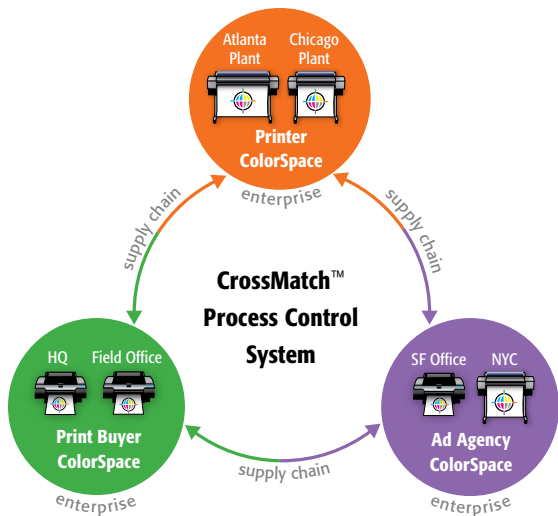 Atlanta Plant
Chicago Plant
Printer
ColorSpace
enterprise
supply chain
supply chain
CrossMatch™
Process Control
System
HQ
Field Office
Print Buyer
ColorSpace
enterprise
SF Office
NYC
Ad Agency
ColorSpace
enterprise
supply chain